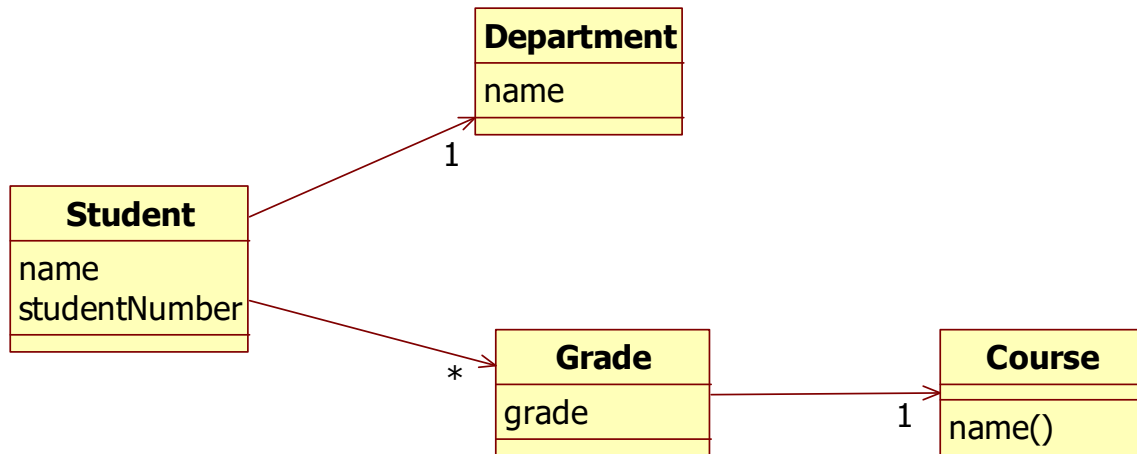 Department
name
1
Student
name
studentNumber
*
Grade
grade
1
Course
name()